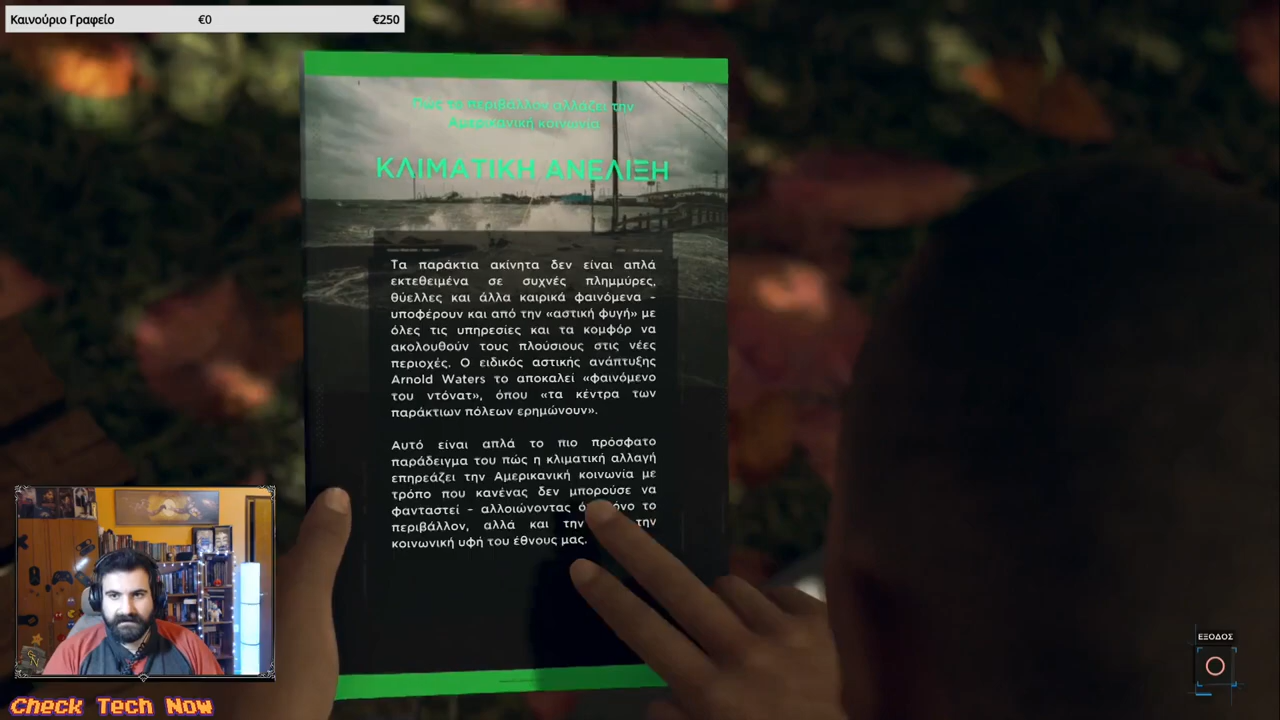 Καινούριο Γραφείο €0 €250
Πώς το περιβάλλον αλλάζει την
Αμερικανική κοινωνία
ΚΛΙΜΑΤΙΚΗ ΑΝΕΛΙΞΗ
Τα παράκτια ακίνητα δεν είναι απλά
εκτεθειμένα σε συχνές πλημμύρες,
θύελλες και άλλα καιρικά φαινόμενα -
υποφέρουν και από την «αστική φυγή» με
όλες τις υπηρεσίες και τα κομφόρ να
ακολουθούν τους πλούσιους στις νέες
περιοχές. Ο ειδικός αστικής ανάπτυξης
Arnold Waters το αποκαλεί «φαινόμενο
του ντόνατ», όπου «τα κέντρα των
παράκτιων πόλεων ερημώνουν».
Αυτό είναι απλά το πιο πρόσφατο
παράδειγμα του πώς η κλιματική αλλαγή
επηρεάζει την Αμερικανική κοινωνία με
τρόπο που κανένας δεν μπορούσε να
φανταστεί - αλλοιώνοντας το
περιβάλλον, αλλά και την την
κοινωνική υφή του έθνους μας.
ΕΞΟΔΟΣ
Check Tech Now